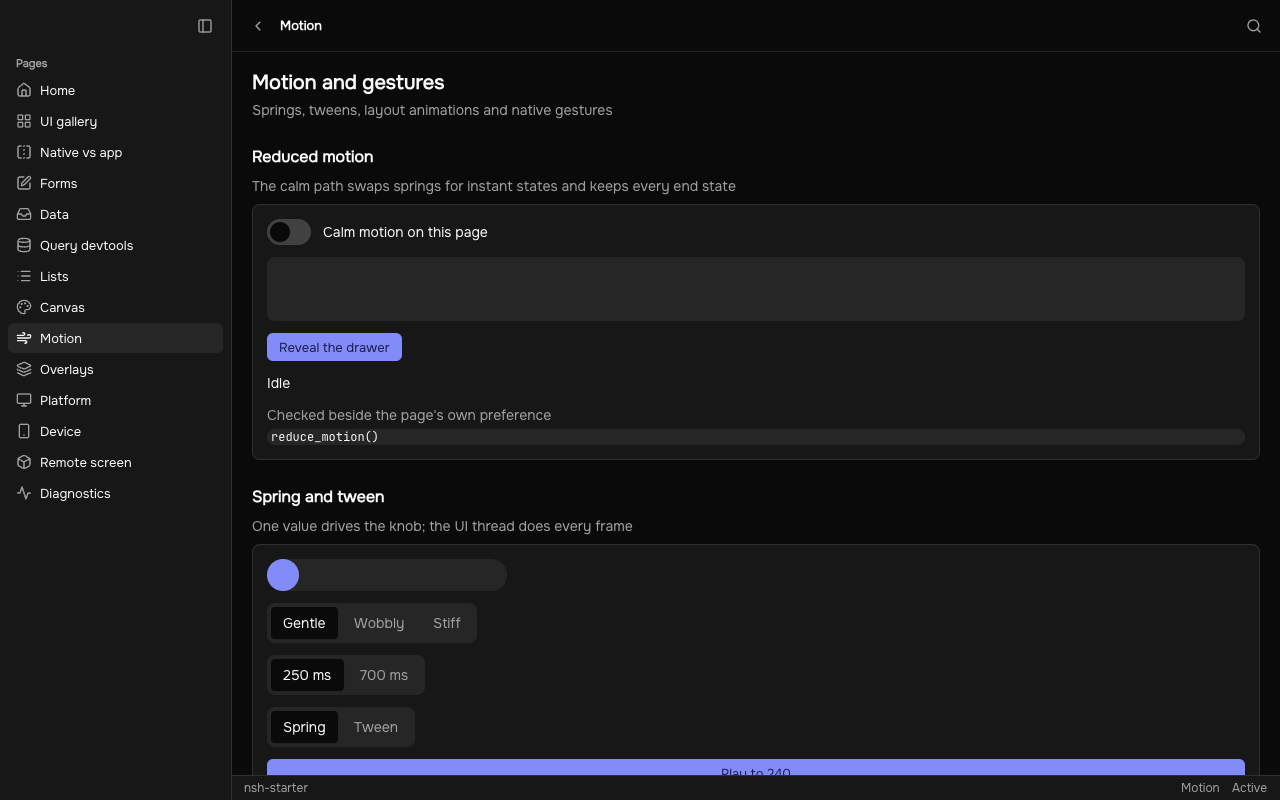 Motion
Pages
Home
UI gallery
Native vs app
Forms
Data
Query devtools
Lists
Canvas
Motion
Overlays
Platform
Device
Remote screen
Diagnostics
Motion and gestures
Springs, tweens, layout animations and native gestures
Reduced motion
The calm path swaps springs for instant states and keeps every end state
Calm motion on this page
Reveal the drawer
Idle
Checked beside the page's own preference
reduce_motion()
Spring and tween
One value drives the knob; the UI thread does every frame
Gentle Wobbly Stiff
250 ms 700 ms
Spring Tween
Play to 240
nsh-starter Motion Active